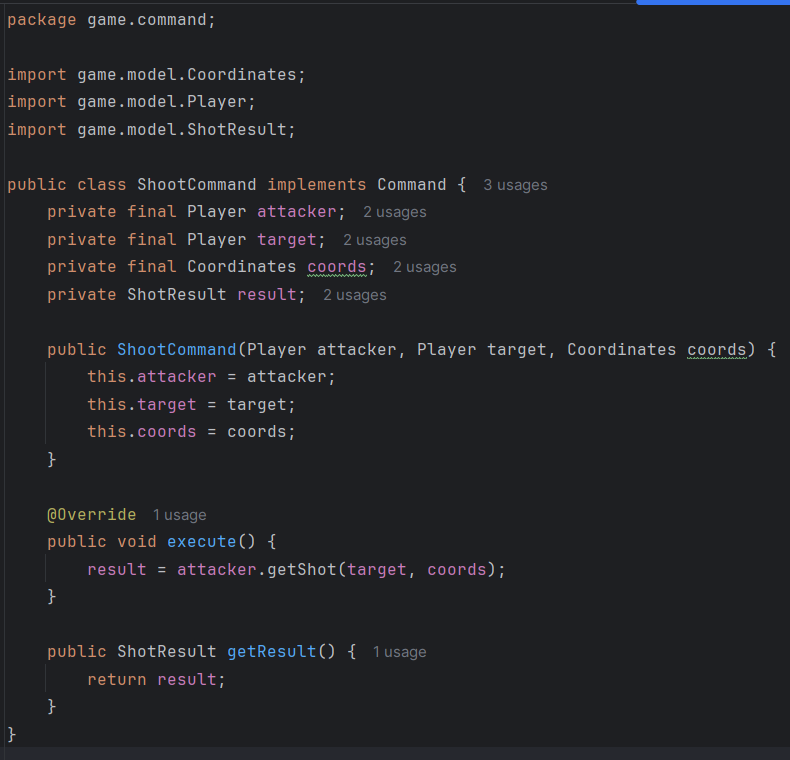 package game.command;
import game.model.Coordinates;
import game.model.Player;
import game.model.ShotResult;
public class ShootCommand implements Command { 3 usages
private final Player attacker; 2 usages
private final Player target; 2 usages
private final Coordinates coords; 2 usages
private ShotResult result; 2 usages
public ShootCommand(Player attacker, Player target, Coordinates coords) {
this.attacker = attacker;
this.target = target;
this.coords = coords;
}
@Override 1 usage
public void execute() {
result = attacker.getShot(target, coords);
}
public ShotResult getResult() { 1 usage
return result;
}
}